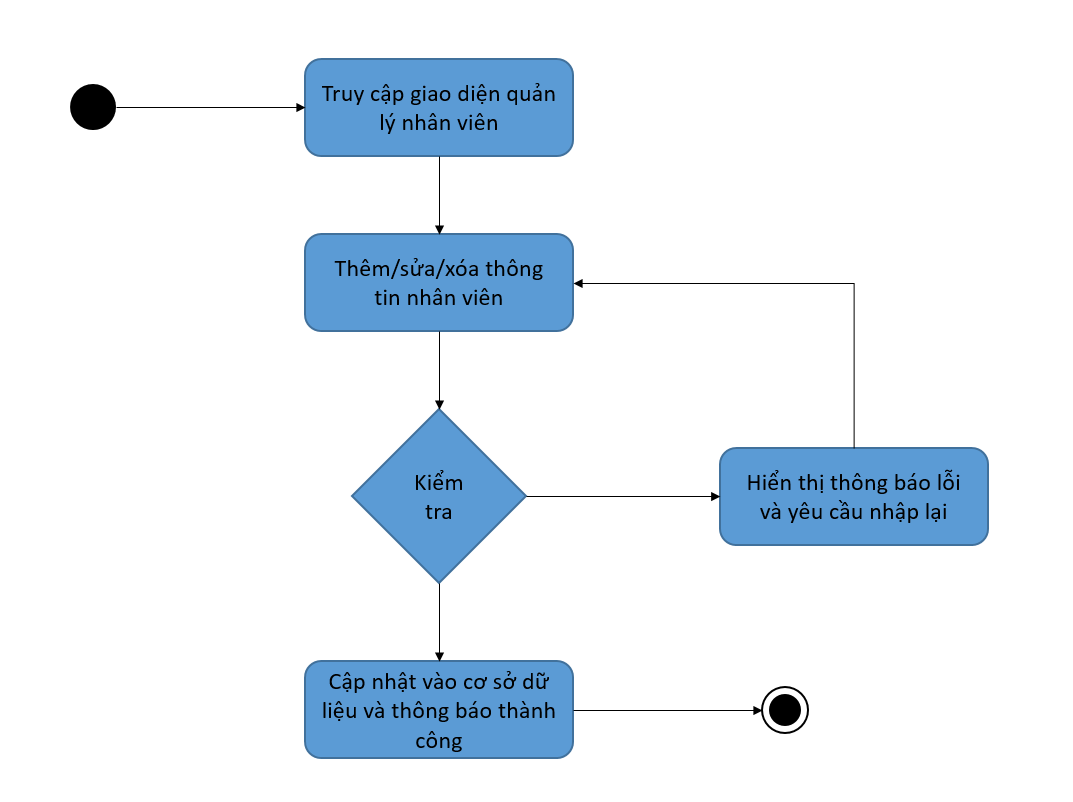 Truy cập giao diện quản
lý nhân viên
Thêm/sửa/xóa thông
tin nhân viên
Kiểm
tra
Hiển thị thông báo lỗi
và yêu cầu nhập lại
Cập nhật vào cơ sở dữ
liệu và thông báo thành
công